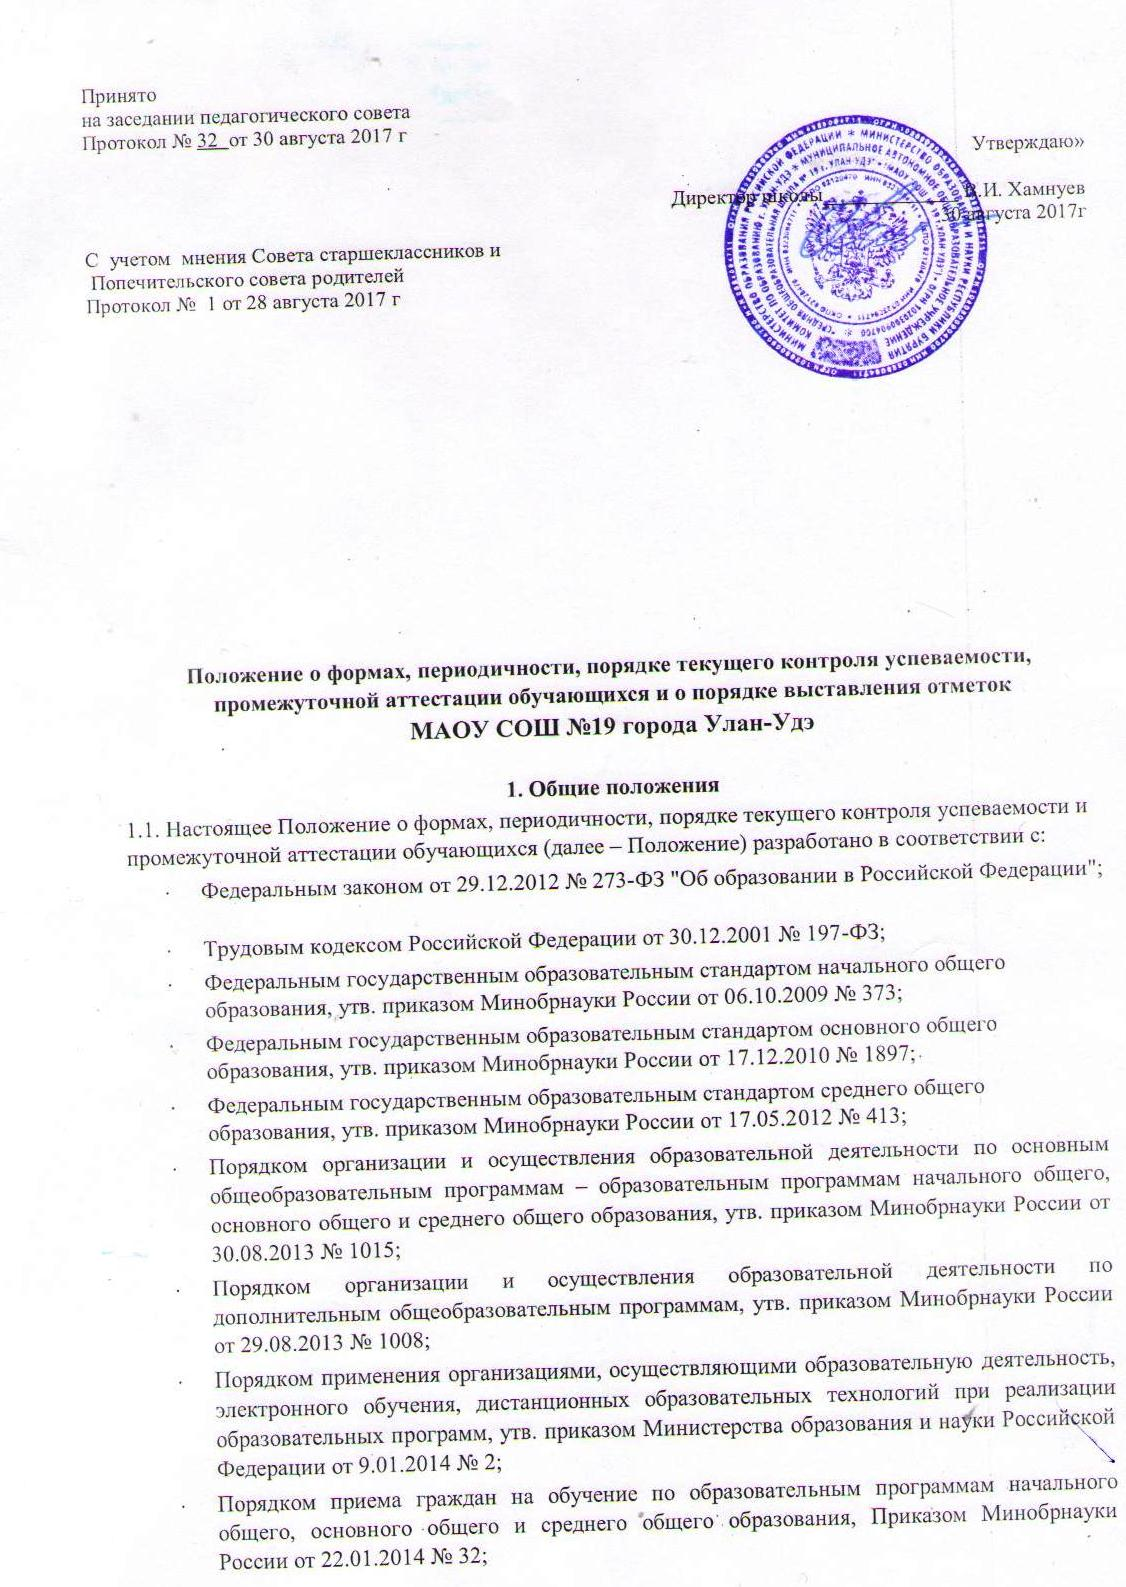 Принято
на заседании педагогического совета
Протокол № 32 от 30 августа 2017 г
Утверждаю»
Директор школы В.И. Хамнуев
30 августа 2017г
С учетом мнения Совета старшеклассников и
Попечительского совета родителей
Протокол № 1 от 28 августа 2017 г
Положение о формах, периодичности, порядке текущего контроля успеваемости,
промежуточной аттестации обучающихся и о порядке выставления отметок
МАОУ СОШ №19 города Улан-Удэ
1. Общие положения
1.1. Настоящее Положение о формах, периодичности, порядке текущего контроля успеваемости и
промежуточной аттестации обучающихся (далее – Положение) разработано в соответствии с:
· Федеральным законом от 29.12.2012 № 273-ФЗ "Об образовании в Российской Федерации";
· Трудовым кодексом Российской Федерации от 30.12.2001 № 197-ФЗ;
· Федеральным государственным образовательным стандартом начального общего
образования, утв. приказом Минобрнауки России от 06.10.2009 № 373;
· Федеральным государственным образовательным стандартом основного общего
образования, утв. приказом Минобрнауки России от 17.12.2010 № 1897;
· Федеральным государственным образовательным стандартом среднего общего
образования, утв. приказом Минобрнауки России от 17.05.2012 № 413;
· Порядком организации и осуществления образовательной деятельности по основным
общеобразовательным программам – образовательным программам начального общего,
основного общего и среднего общего образования, утв. приказом Минобрнауки России от
30.08.2013 № 1015;
· Порядком организации и осуществления образовательной деятельности по
дополнительным общеобразовательным программам, утв. приказом Минобрнауки России
от 29.08.2013 № 1008;
· Порядком применения организациями, осуществляющими образовательную деятельность,
электронного обучения, дистанционных образовательных технологий при реализации
образовательных программ, утв. приказом Министерства образования и науки Российской
Федерации от 9.01.2014 № 2;
· Порядком приема граждан на обучение по образовательным программам начального
общего, основного общего и среднего общего образования, Приказом Минобрнауки
России от 22.01.2014 № 32;